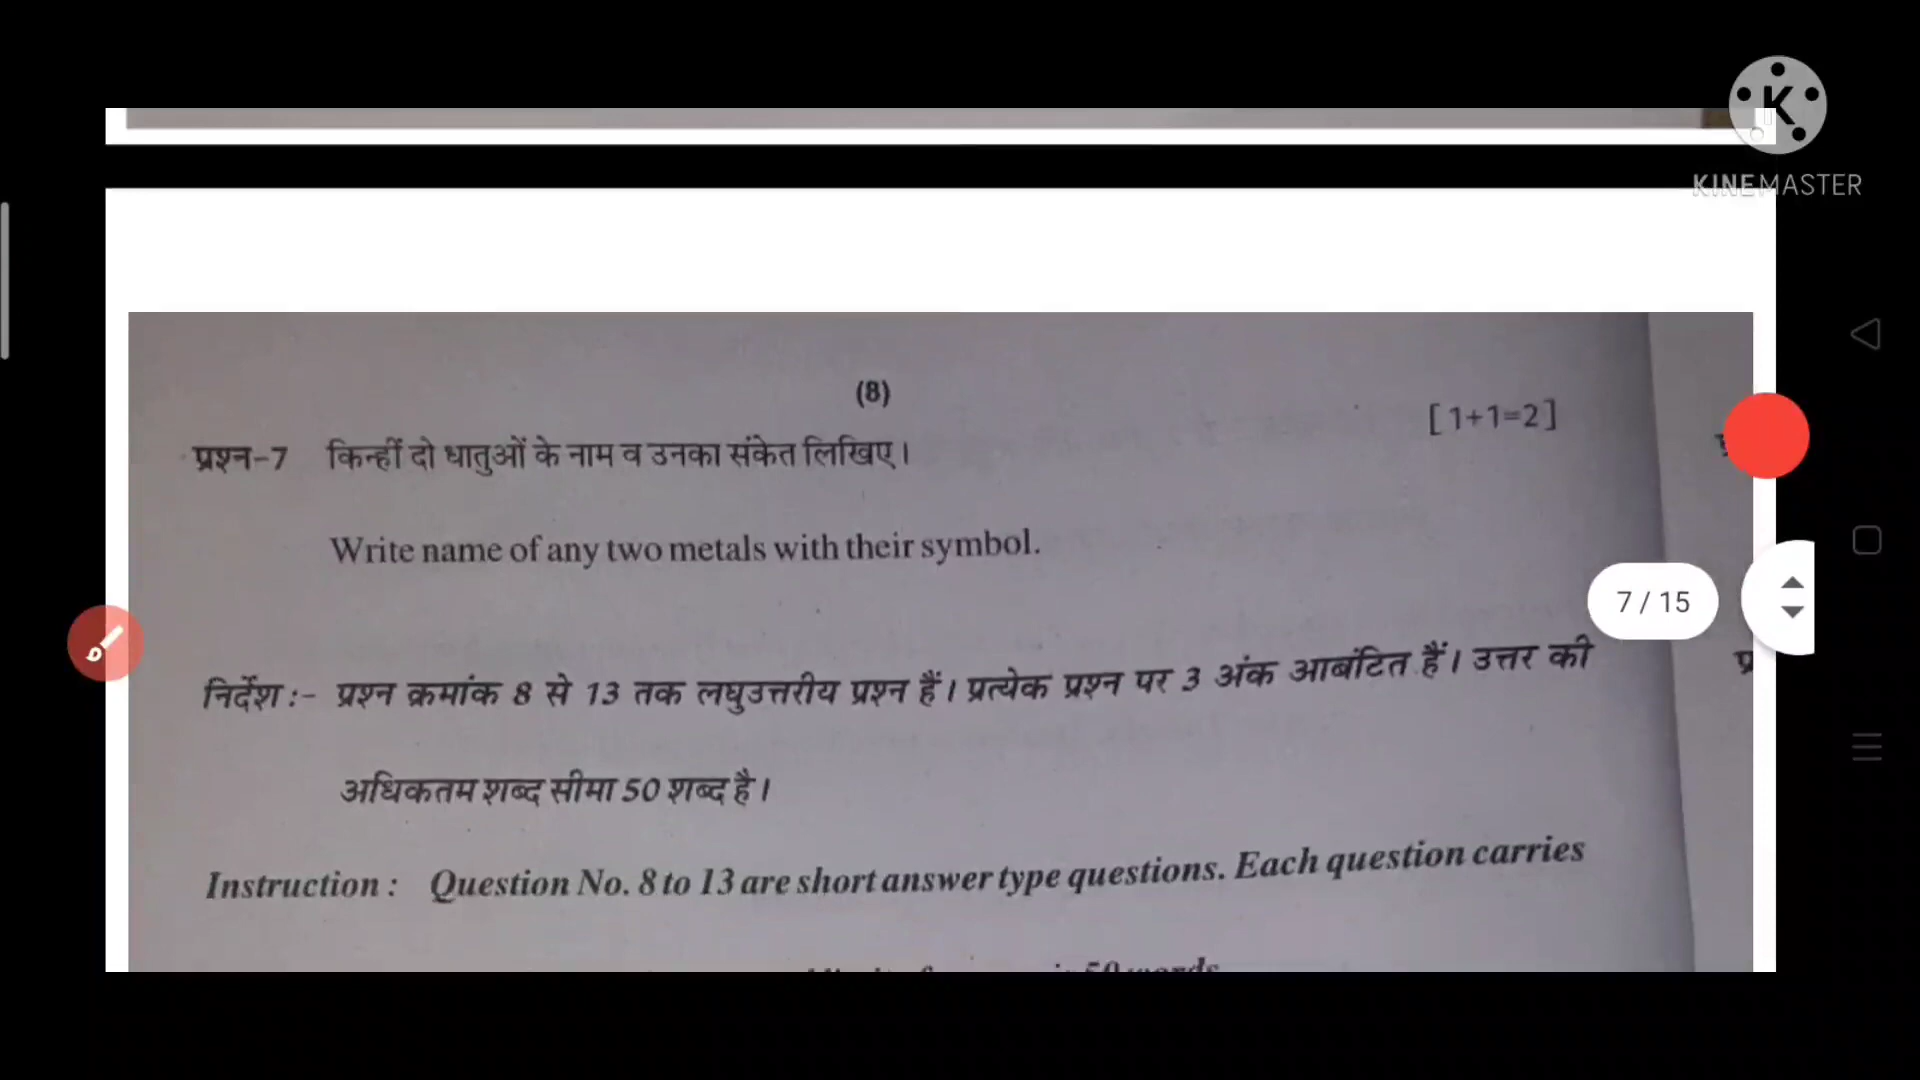 K
KINEMASTER
(8)
[1+1=2]
प्रश्न-7 किन्हीं दो धातुओं के नाम व उनका संकेत लिखिए।
Write name of any two metals with their symbol.
7 / 15
निर्देश :- प्रश्न क्रमांक 8 से 13 तक लघुउत्तरीय प्रश्न हैं। प्रत्येक प्रश्न पर 3 अंक आबंटित हैं। उत्तर की
अधिकतम शब्द सीमा 50 शब्द है।
Instruction : Question No. 8 to 13 are short answer type questions. Each question carries
50 words